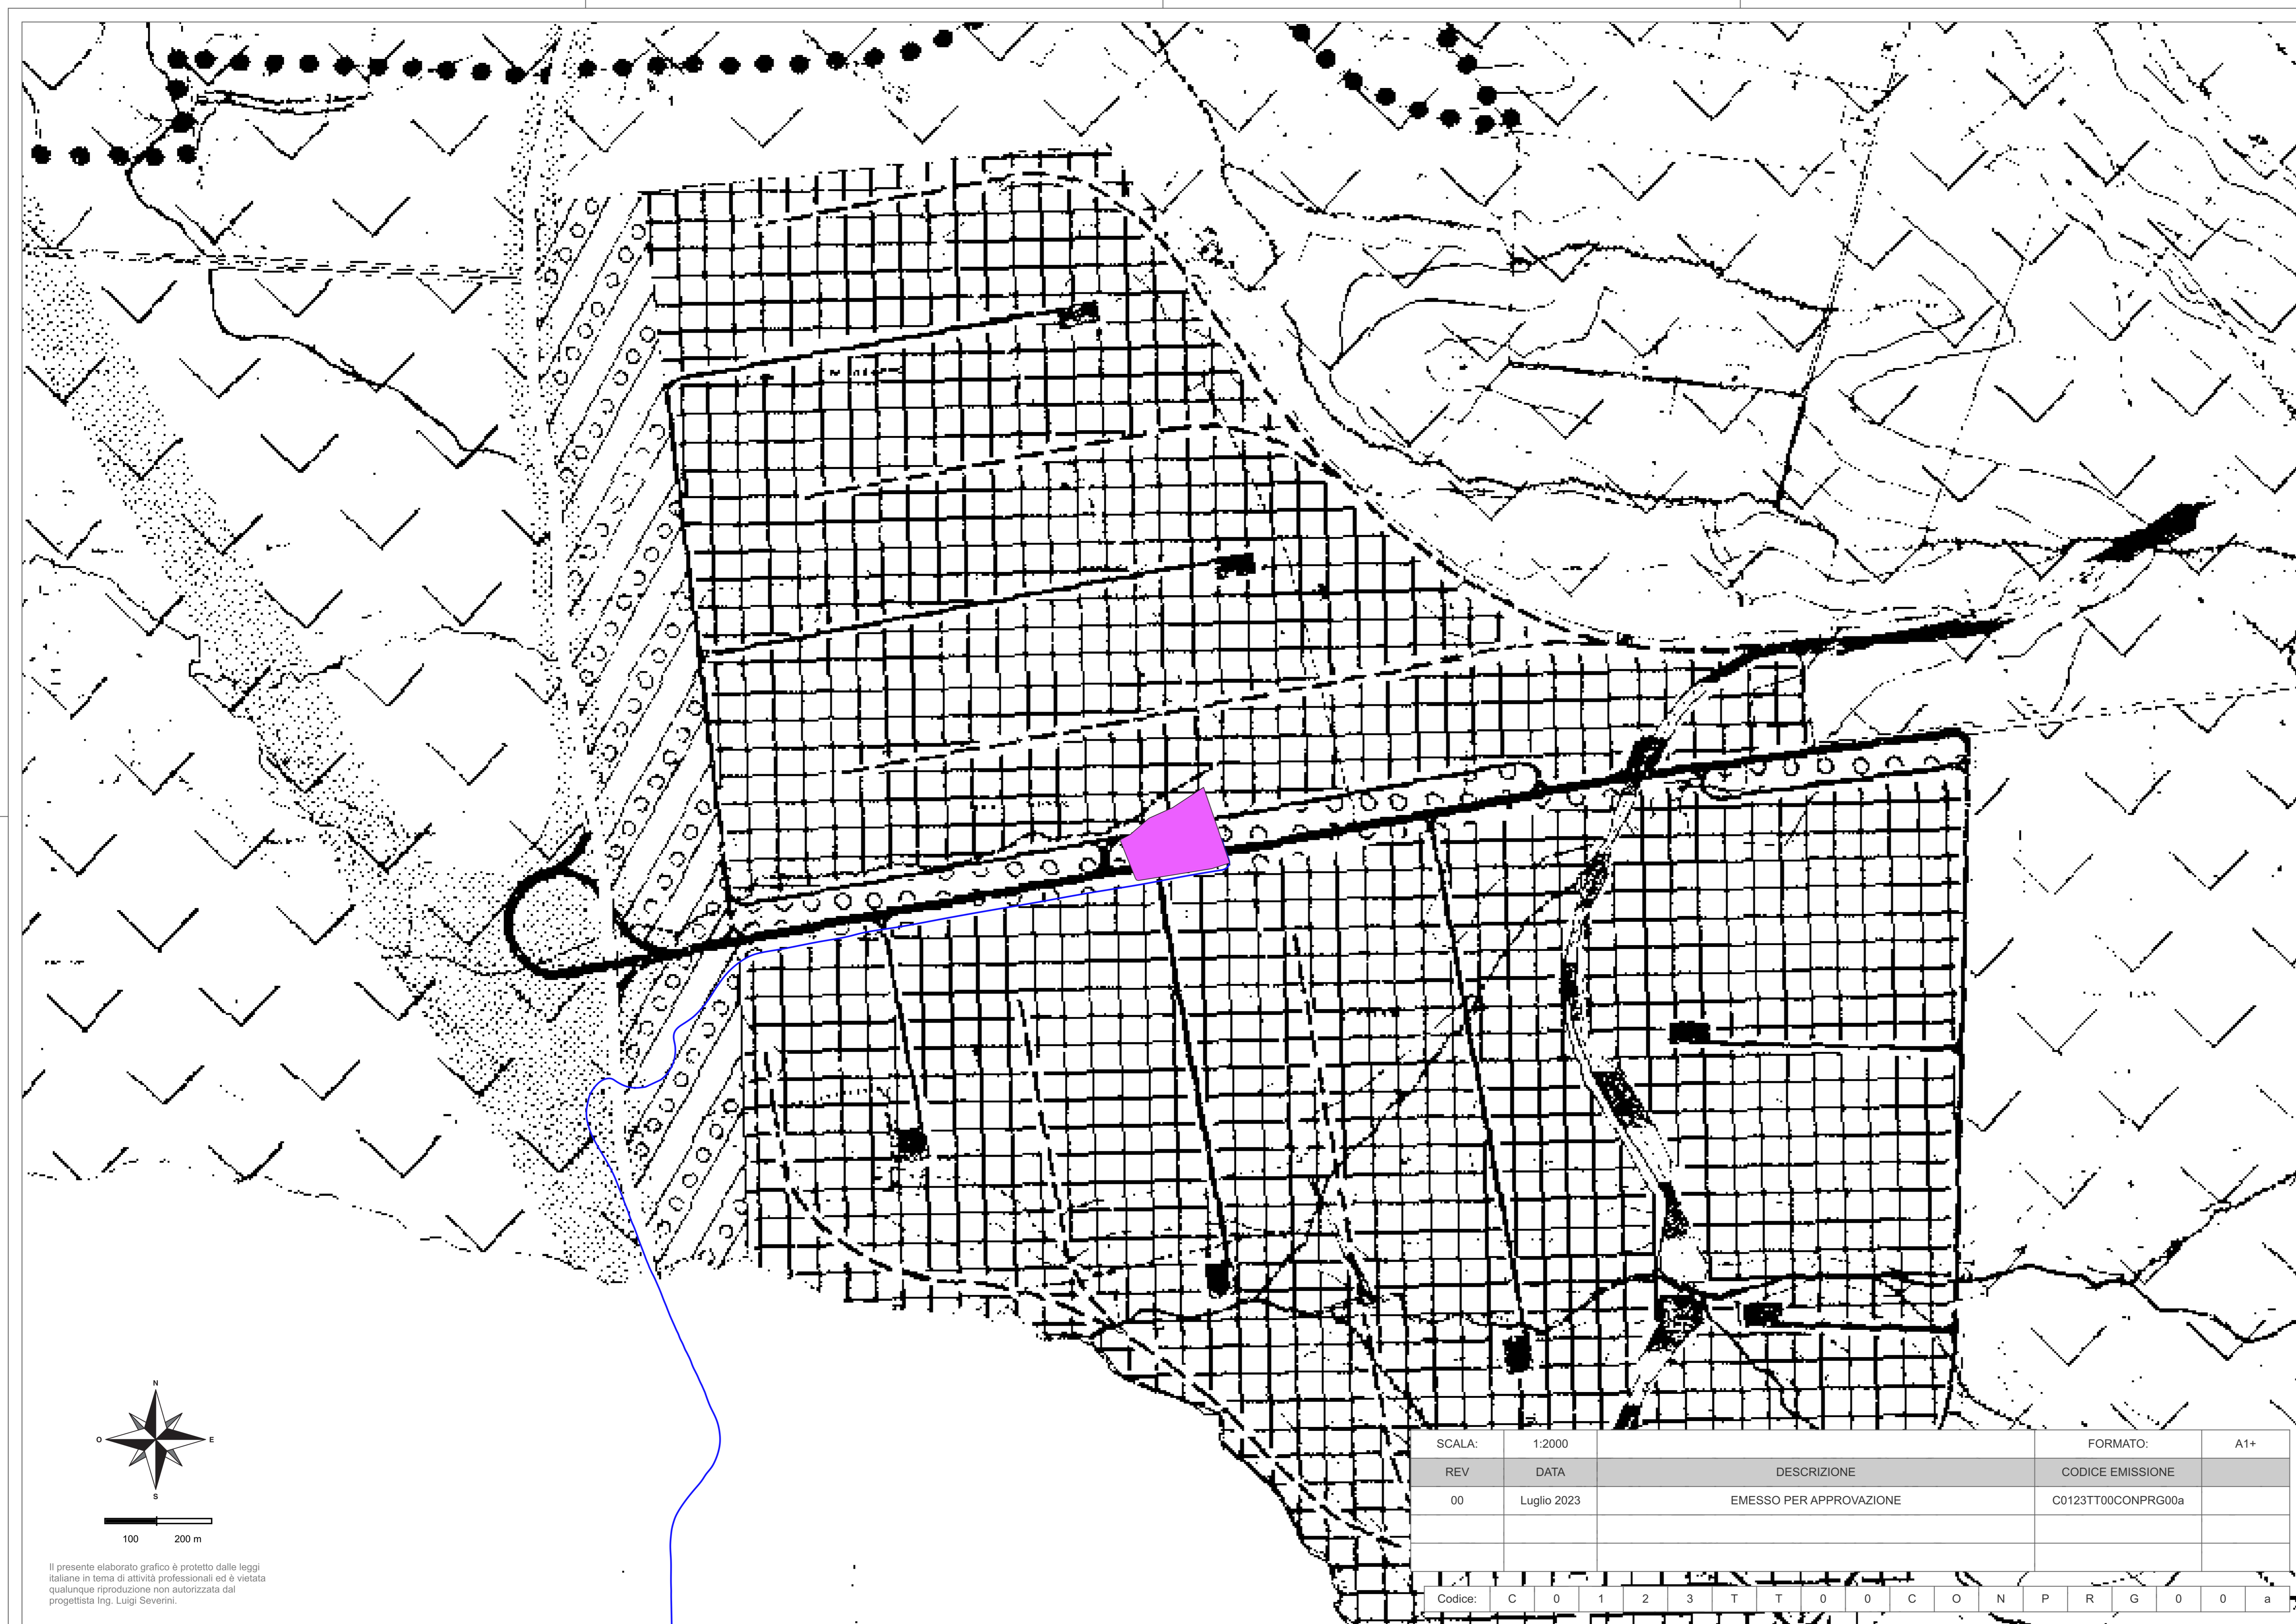 N
O E
S
100 200 m
Il presente elaborato grafico è protetto dalle leggi
italiane in tema di attività professionali ed è vietata
qualunque riproduzione non autorizzata dal
progettista Ing. Luigi Severini.
SCALA: 1:2000 FORMATO: A1+
REV DATA DESCRIZIONE CODICE EMISSIONE
00 Luglio 2023 EMESSO PER APPROVAZIONE C0123TT00CONPRG00a
Codice: C 0 1 2 3 T T 0 0 C O N P R G 0 0 a